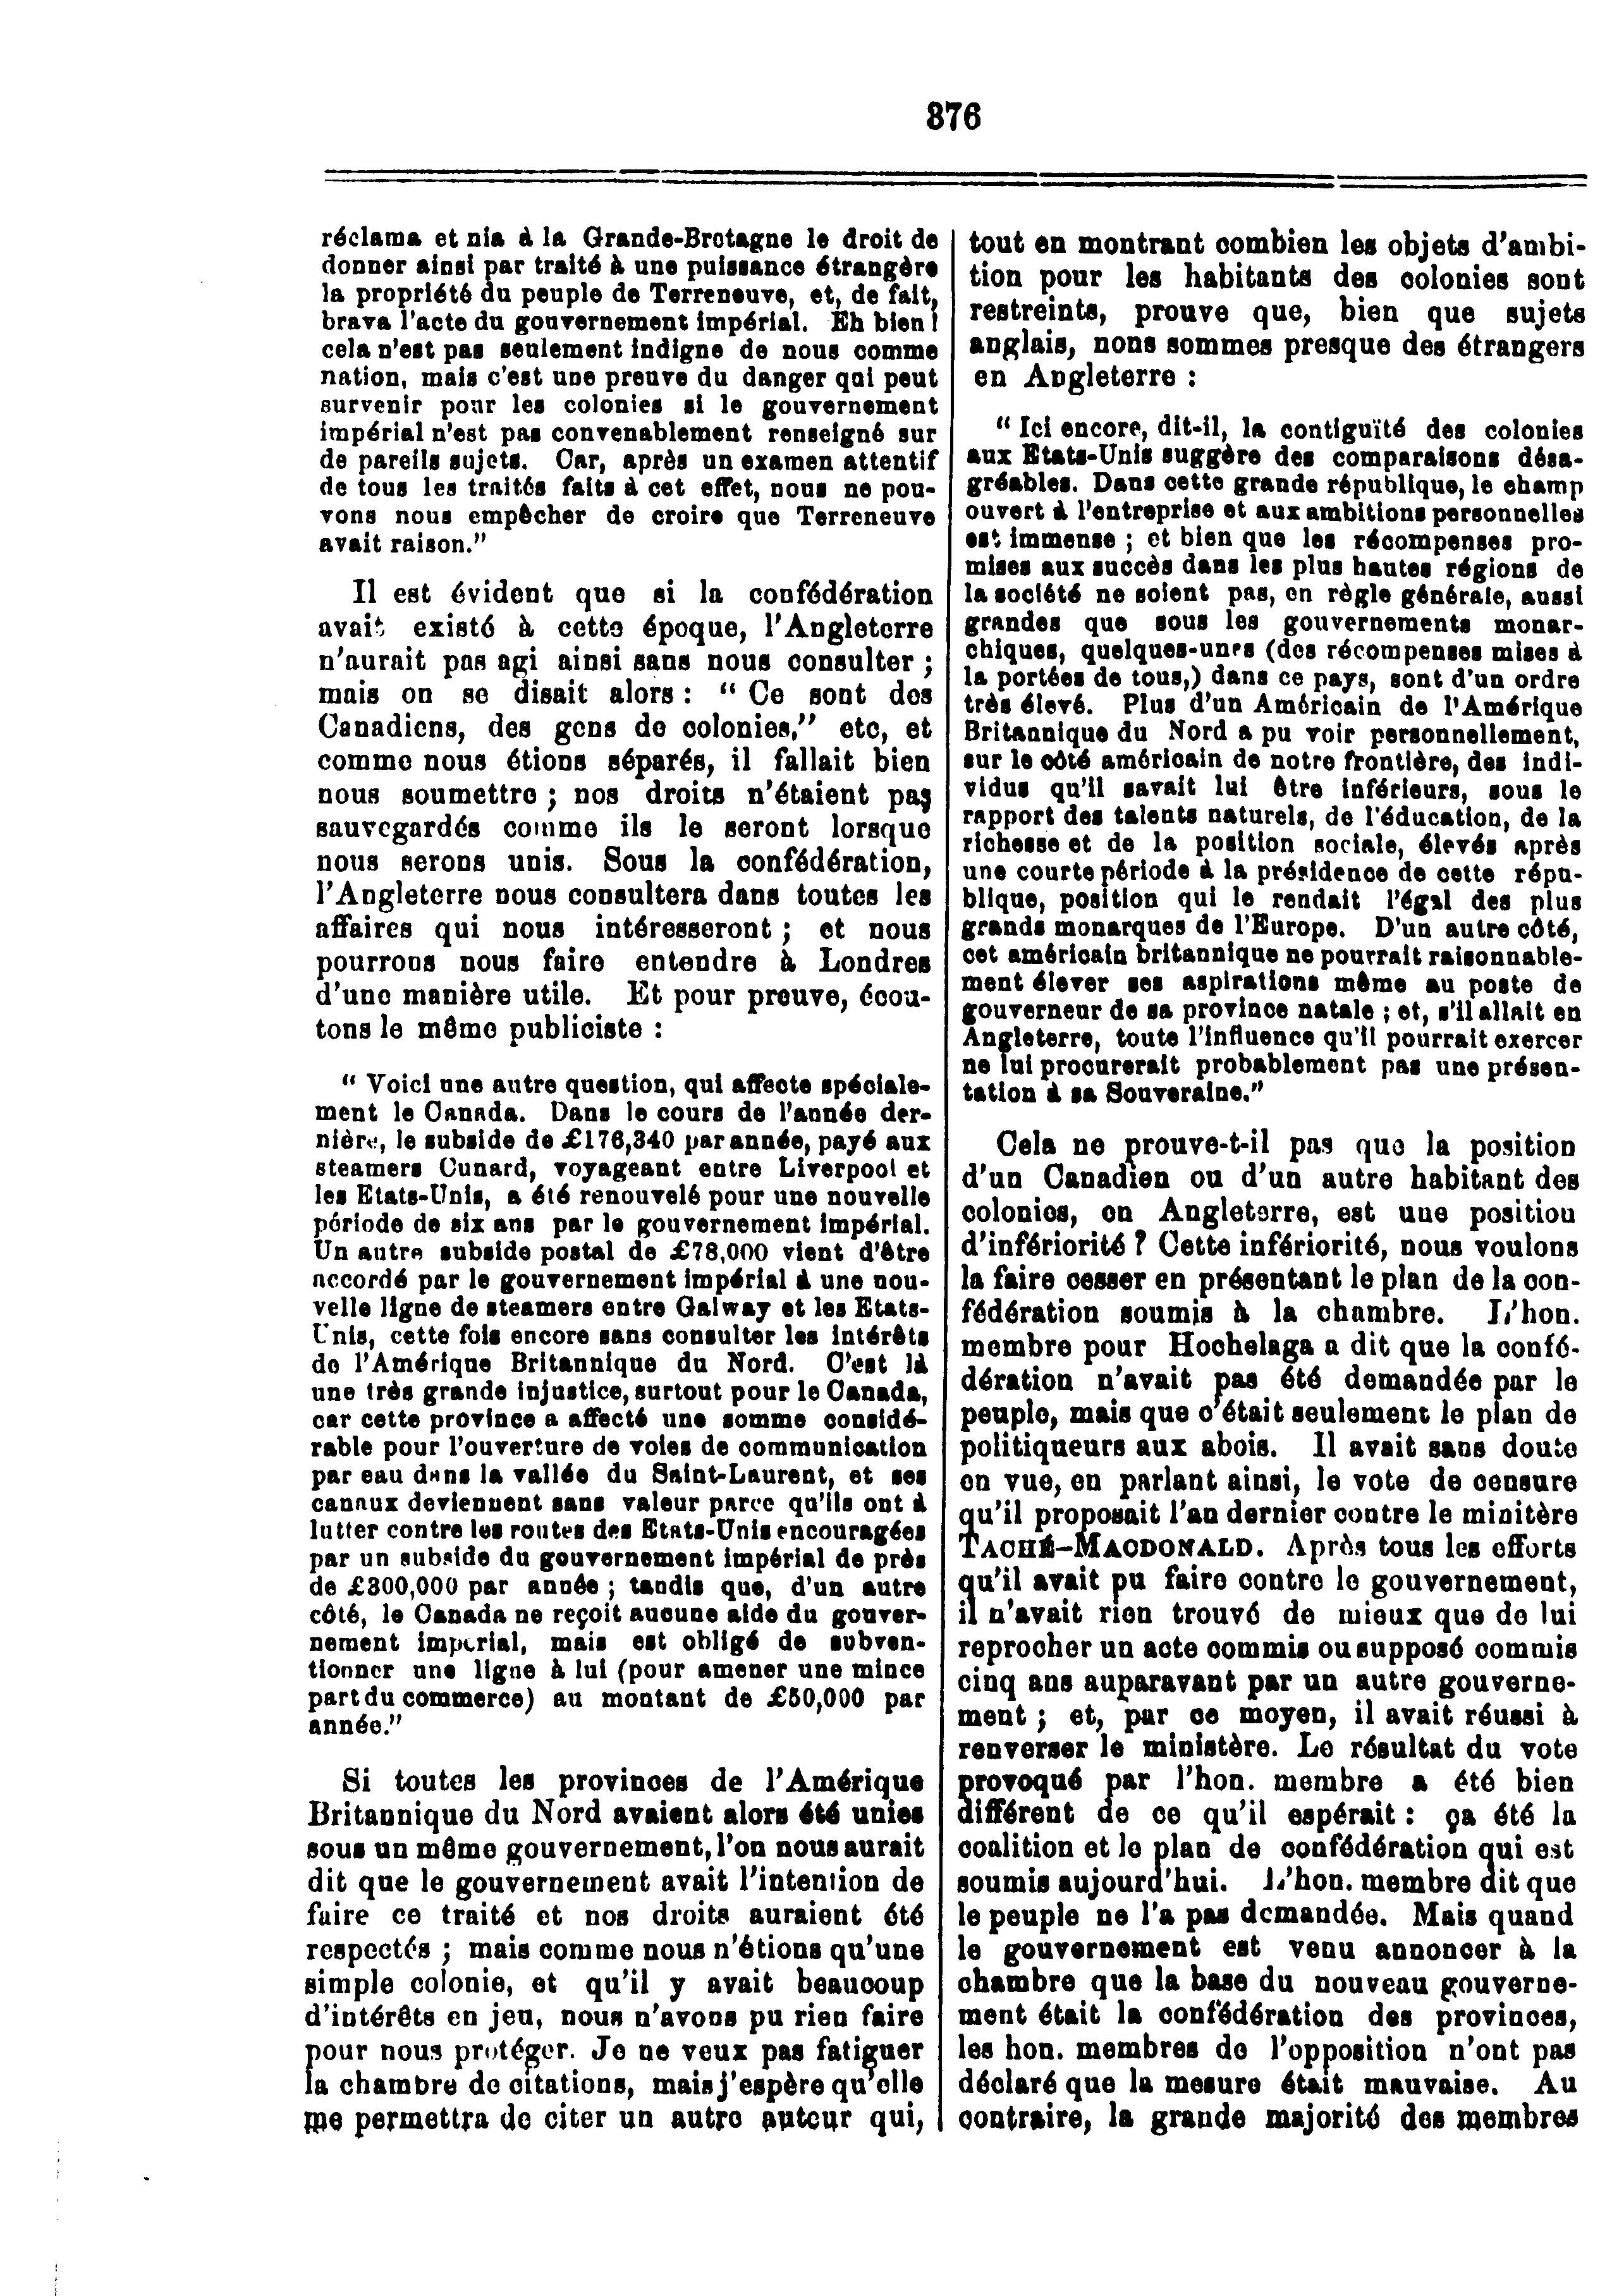 376
réclama et nia à la Grande-Bretagne le droit de
donner ainsi par traité à une puissance étrangère
la propriété du peuple de Terreneuve, et, de fait,
brava l'acte du gouvernement impérial. Eh bien !
cela n'est pas seulement indigne de nous comme
nation, mais c'est une preuve du danger qui peut
survenir pour les colonies si le gouvernement
impérial n'est pas convenablement renseigné sur
de pareils sujets. Car, après un examen attentif
de tous les traités faits à cet effet, nous ne pou-
vons nous empêcher de croire que Terreneuve
avait raison."
Il est évident que si la confédération
avait existé à cette époque, l'Angleterre
n'aurait pas agi ainsi sans nous consulter ;
mais on se disait alors : " Ce sont des
Canadiens, des gens de colonies," etc, et
comme nous étions séparés, il fallait bien
nous soumettre ; nos droits n'étaient pas
sauvegardés comme ils le seront lorsque
nous serons unis. Sous la confédération,
l'Angleterre nous consultera dans toutes les
affaires qui nous intéresseront ; et nous
pourrons nous faire entendre à Londres
d'une manière utile. Et pour preuve, écou-
tons le même publiciste :
" Voici une autre question, qui affecte spéciale-
ment le Canada. Dans le cours de l'année der-
nière, le subside de £176,340 par année, payé aux
steamers Cunard, voyageant entre Liverpool et
les Etats-Unis, a été renouvelé pour une nouvelle
période de six ans par le gouvernement impérial.
Un autre subside postal de £78,000 vient d'être
accordé par le gouvernement impérial à une nou-
velle ligne de steamers entre Galway et les Etats-
Unis, cette fois encore sans consulter les intérêts
de l'Amérique Britannique du Nord. C'est là
une très grande injustice, surtout pour le Canada,
car cette province a affecté une somme considé-
rable pour l'ouverture de voies de communication
par eau dans la vallée du Saint-Laurent, et ses
canaux deviennent sans valeur parce qu'ils ont à
lutter contre les routes des Etats-Unis encouragées
par un subside du gouvernement impérial de près
de £300,000 par année ; tandis que, d'un autre
côté, le Canada ne reçoit aucune aide du gouver-
nement impérial, mais est obligé de subven-
tionner une ligne à lui (pour amener une mince
part du commerce) au montant de £50,000 par
année."
Si toutes les provinces de l'Amérique
Britannique du Nord avaient alors été unies
sous un même gouvernement, l'on nous aurait
dit que le gouvernement avait l'intention de
faire ce traité et nos droits auraient été
respectés ; mais comme nous n'étions qu'une
simple colonie, et qu'il y avait beaucoup
d'intérêts en jeu, nous n'avons pu rien faire
pour nous protéger. Je ne veux pas fatiguer
la chambre de citations, mais j'espère qu'elle
me permettra de citer un autre auteur qui,
tout en montrant combien les objets d'ambi-
tion pour les habitants des colonies sont
restreints, prouve que, bien que sujets
anglais, nons sommes presque des étrangers
en Angleterre :
" Ici encore, dit-il, la contiguïté des colonies
aux Etats-Unis suggère des comparaisons désa-
gréables. Dans cette grande république, le champ
ouvert à l'entreprise et aux ambitions personnelles
est immense ; et bien que les récompenses pro-
mises aux succès dans les plus hautes régions de
la société ne soient pas, en règle générale, aussi
grandes que sous les gouvernements monar-
chiques, quelques-unes (des récompenses mises à
la portées de tous,) dans ce pays, sont d'un ordre
très élevé. Plus d'un Américain de l'Amérique
Britannique du Nord a pu voir personnellement,
sur le côté américain de notre frontière, des indi-
vidus qu'il savait lui être inférieurs, sous le
rapport des talents naturels, de l'éducation, de la
richesse et de la position sociale, élevés après
une courte période à la présidence de cette répu-
blique, position qui le rendait l'égal des plus
grands monarques de l'Europe. D'un autre côté,
cet américain britannique ne pourrait raisonnable-
ment élever ses aspirations même au poste de
gouverneur de sa province natale ; et, s'il allait en
Angleterre, toute l'influence qu'il pourrait exercer
ne lui procurerait probablement pas une présen-
tation à sa Souveraine."
Cela ne prouve-t-il pas que la position
d'un Canadien ou d'un autre habitant des
colonies, en Angleterre, est une position
d'infériorité ? Cette infériorité, nous voulons
la faire cesser en présentant le plan de la con-
fédération soumis à la chambre. L'hon.
membre pour Hochelaga a dit que la confé-
dération n'avait pas été demandée par le
peuple, mais que c'était seulement le plan de
politiqueurs aux abois. Il avait sans doute
en vue, en parlant ainsi, le vote de censure
qu'il proposait l'an dernier contre le minitère
TACHÉ-MACDONALD. Après tous les efforts
qu'il avait pu faire contre le gouvernement,
il n'avait rien trouvé de mieux que de lui
reprocher un acte commis ou supposé commis
cinq ans auparavant par un autre gouverne-
ment ; et, par ce moyen, il avait réussi à
renverser le ministère. Le résultat du vote
provoqué par l'hon. membre a été bien
différent de ce qu'il espérait : ça été la
coalition et le plan de confédération qui est
soumis aujourd'hui. L'hon. membre dit que
le peuple ne l'a pas demandée. Mais quand
le gouvernement est venu annoncer à la
chambre que la base du nouveau gouverne-
ment était la confédération des provinces,
les hon. membres de l'opposition n'ont pas
déclaré que la mesure était mauvaise. Au
contraire, la grande majorité des membres